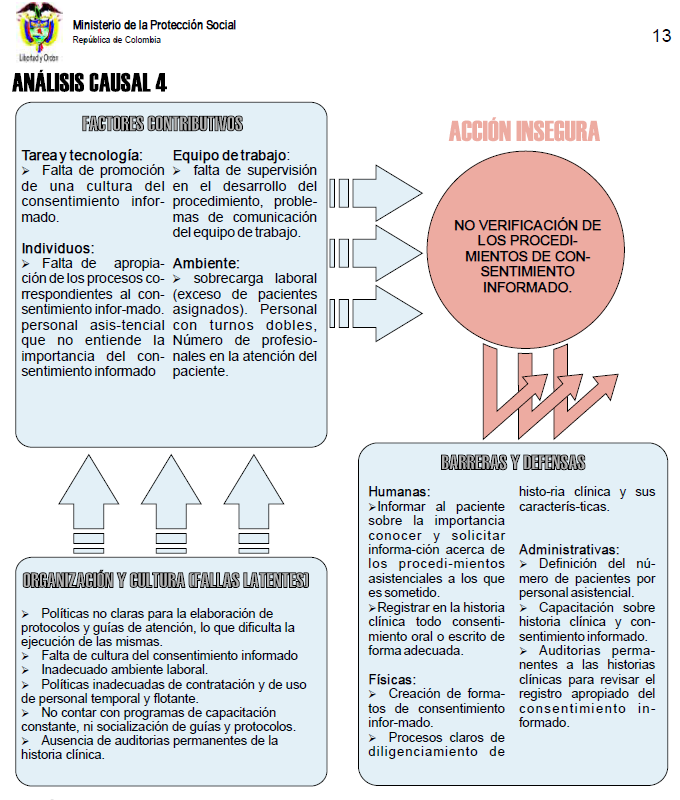 Ministerio de la Protección Social
República de Colombia
Libertad y Orden
13
ANÁLISIS CAUSAL 4
FACTORES CONTRIBUTIVOS
Tarea y tecnología:
➢ Falta de promoción
de una cultura del
consentimiento infor-
mado.
Individuos:
➢ Falta de apropia-
ción de los procesos co-
rrespondientes al con-
sentimiento infor-mado.
personal asis-tencial
que no entiende la
importancia del con-
sentimiento informado
Equipo de trabajo:
➢ falta de supervisión
en el desarrollo del
procedimiento, proble-
mas de comunicación
del equipo de trabajo.
Ambiente:
➢ sobrecarga laboral
(exceso de pacientes
asignados). Personal
con turnos dobles,
Número de profesio-
nales en la atención del
paciente.
ACCIÓN INSEGURA
NO VERIFICACIÓN DE
LOS PROCEDI-
MIENTOS DE CON-
SENTIMIENTO
INFORMADO.
ORGANIZACIÓN Y CULTURA (FALLAS LATENTES)
➢ Políticas no claras para la elaboración de
protocolos y guías de atención, lo que dificulta la
ejecución de las mismas.
➢ Falta de cultura del consentimiento informado
➢ Inadecuado ambiente laboral.
➢ Políticas inadecuadas de contratación y de uso
de personal temporal y flotante.
➢ No contar con programas de capacitación
constante, ni socialización de guías y protocolos.
➢ Ausencia de auditorias permanentes de la
historia clínica.
BARRERAS Y DEFENSAS
Humanas:
➢Informar al paciente
sobre la importancia
conocer y solicitar
informa-ción acerca de
los procedi-mientos
asistenciales a los que
es sometido.
➢Registrar en la historia
clínica todo consenti-
miento oral o escrito de
forma adecuada.
Físicas:
➢ Creación de forma-
tos de consentimiento
infor-mado.
➢ Procesos claros de
diligenciamiento de
histo-ria clínica y sus
caracterís-ticas.
Administrativas:
➢ Definición del nú-
mero de pacientes por
personal asistencial.
➢ Capacitación sobre
historia clínica y con-
sentimiento informado.
➢ Auditorias perma-
nentes a las historias
clínicas para revisar el
registro apropiado del
consentimiento in-
formado.